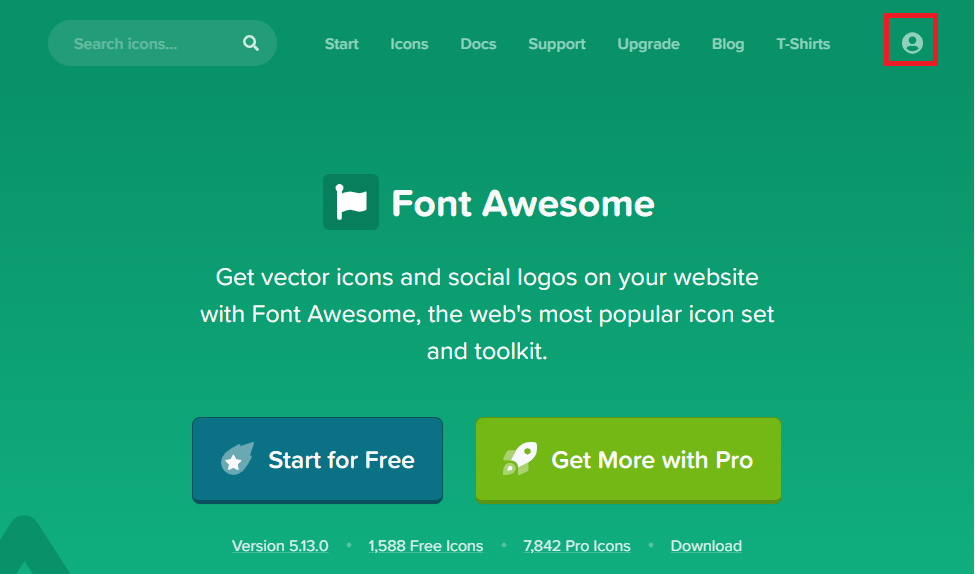 Search icons...
Start Icons Docs Support Upgrade Blog T-Shirts
Font Awesome
Get vector icons and social logos on your website
with Font Awesome, the web's most popular icon set
and toolkit.
Start for Free
Get More with Pro
Version 5.13.0 • 1,588 Free Icons • 7,842 Pro Icons • Download